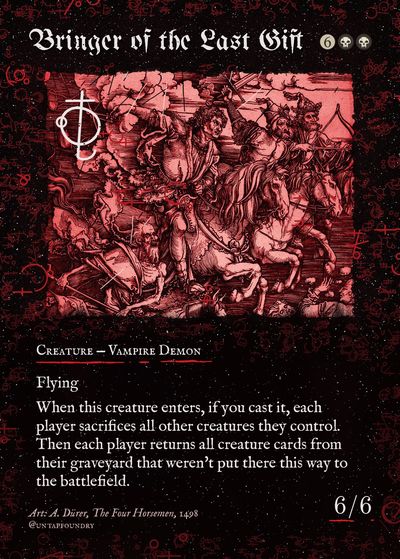 Bringer of the Last Gift 6
Creature – Vampire Demon
Flying
When this creature enters, if you cast it, each
player sacrifices all other creatures they control.
Then each player returns all creature cards from
their graveyard that weren't put there this way to
the battlefield.
Art: A. Dürer, The Four Horsemen, 1498
@untapfoundry
6/6